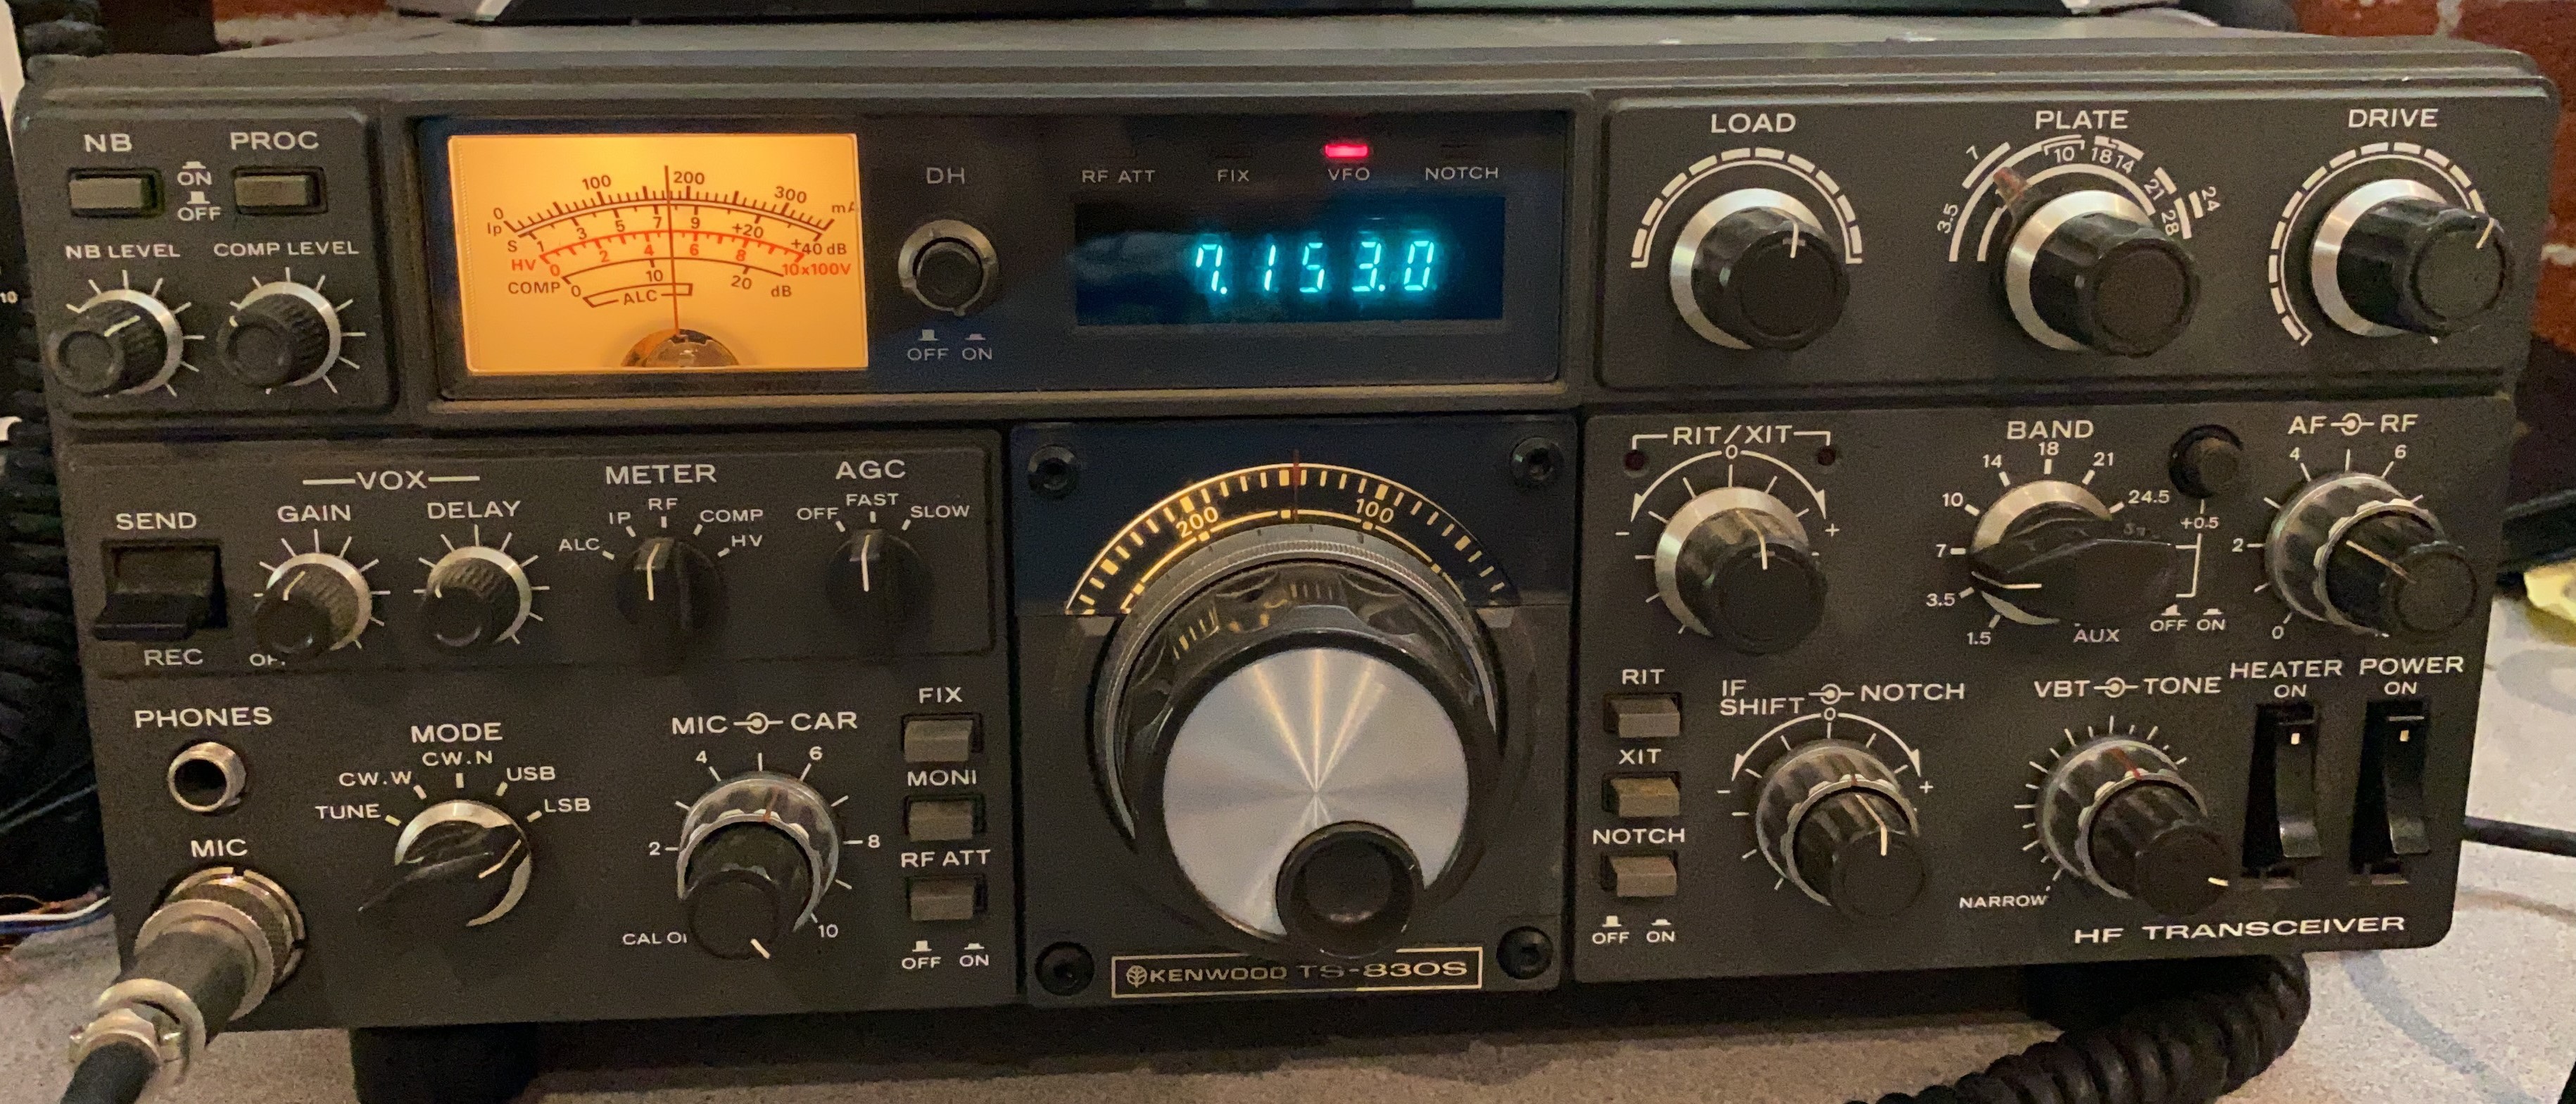 NB PROC
ON
OFF
NB LEVEL COMP LEVEL
0 100 200 300 mA
Ip
S 1 3 5 7 9 +20 +40 dB
HV 0 2 4 6 8 10x100V
COMP 0 10 20 dB
ALC
DH
OFF ON
RF ATT FIX VFO NOTCH
7.153.0
LOAD PLATE DRIVE
3.5 7 10 18 14 21 24 28
VOX
GAIN DELAY
SEND
REC
METER
ALC IP RF COMP HV
AGC
OFF FAST SLOW
PHONES
MIC
MODE
TUNE CW.W CW.N USB LSB
MIC CAR
2 4 6 8 10
CAL
FIX
MONI
RF ATT
OFF ON
200 100
KENWOOD TS-830S
RIT/XIT
0
- +
BAND
1.5 3.5 7 10 14 18 21 24.5
AUX
+0.5
OFF ON
AF RF
0 2 4 6
RIT
XIT
NOTCH
OFF ON
IF
SHIFT NOTCH
0
- +
VBT TONE
NARROW
HEATER POWER
ON ON
HF TRANSCEIVER
10